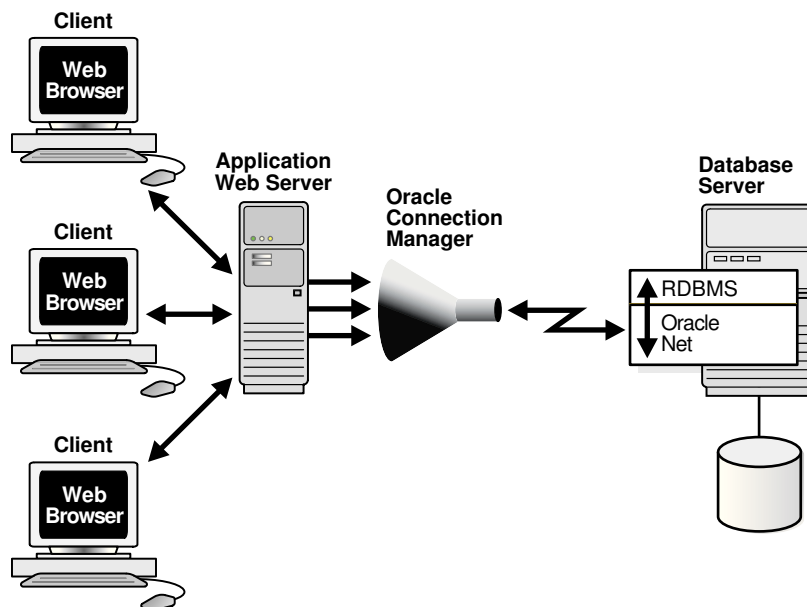 Client
Web
Browser
Client
Web
Browser
Client
Web
Browser
Application
Web Server
Oracle
Connection
Manager
Database
Server
RDBMS
Oracle
Net